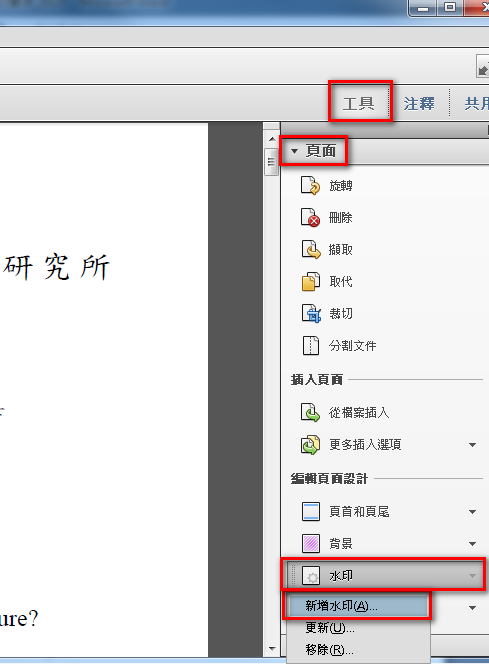 工具 注釋 共用
頁面
旋轉
刪除
研究所
擷取
取代
裁切
分割文件
插入頁面
從檔案插入
更多插入選項
編輯頁面設計
頁首和頁尾
背景
水印
新增水印(A)...
ure?
更新(U)...
移除(R)...